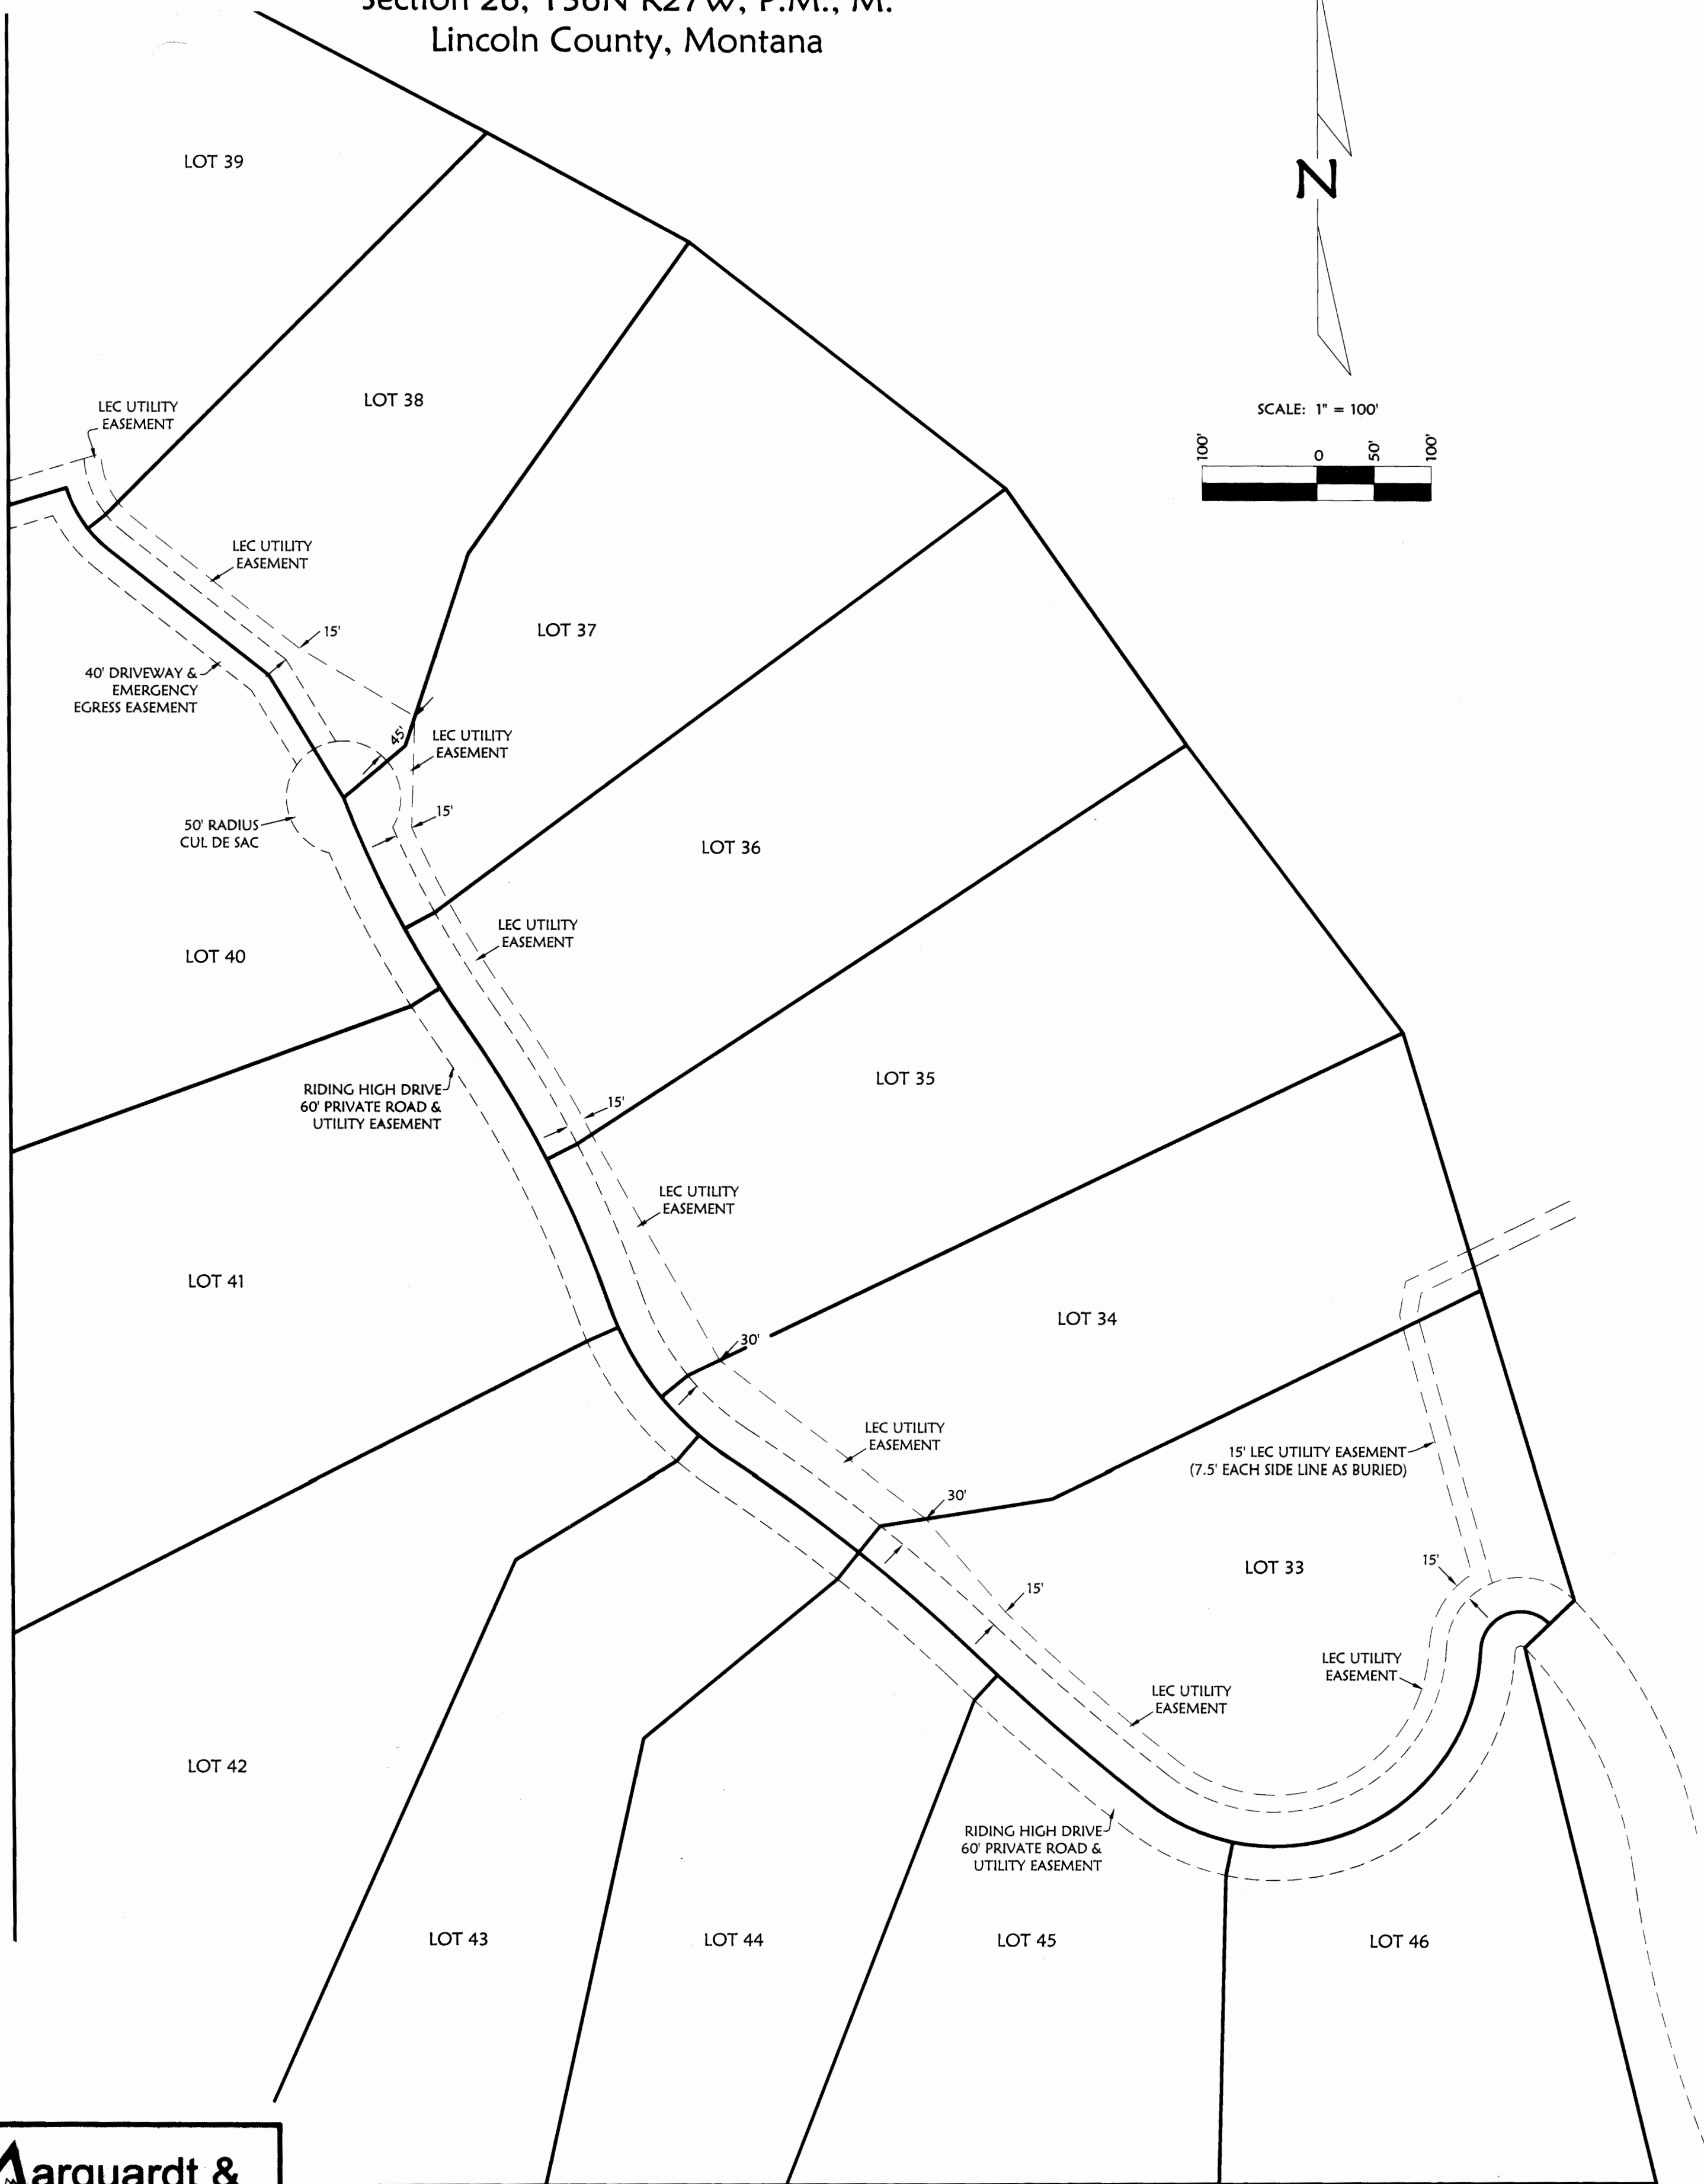 Section 26, T36N R27W, P.M., M.
Lincoln County, Montana
N
LOT 39
LOT 38
SCALE: 1" = 100'
100'
0
50'
100'
LEC UTILITY
EASEMENT
LEC UTILITY
EASEMENT
15'
LOT 37
40' DRIVEWAY &
EMERGENCY
EGRESS EASEMENT
45'
LEC UTILITY
EASEMENT
15'
50' RADIUS
CUL DE SAC
LOT 36
LEC UTILITY
EASEMENT
LOT 40
LOT 35
RIDING HIGH DRIVE
60' PRIVATE ROAD &
UTILITY EASEMENT
15'
LEC UTILITY
EASEMENT
LOT 41
LOT 34
30'
LEC UTILITY
EASEMENT
15' LEC UTILITY EASEMENT
(7.5' EACH SIDE LINE AS BURIED)
30'
LOT 33
15'
15'
LEC UTILITY
EASEMENT
LEC UTILITY
EASEMENT
LOT 42
RIDING HIGH DRIVE
60' PRIVATE ROAD &
UTILITY EASEMENT
LOT 43
LOT 44
LOT 45
LOT 46
Marquardt &